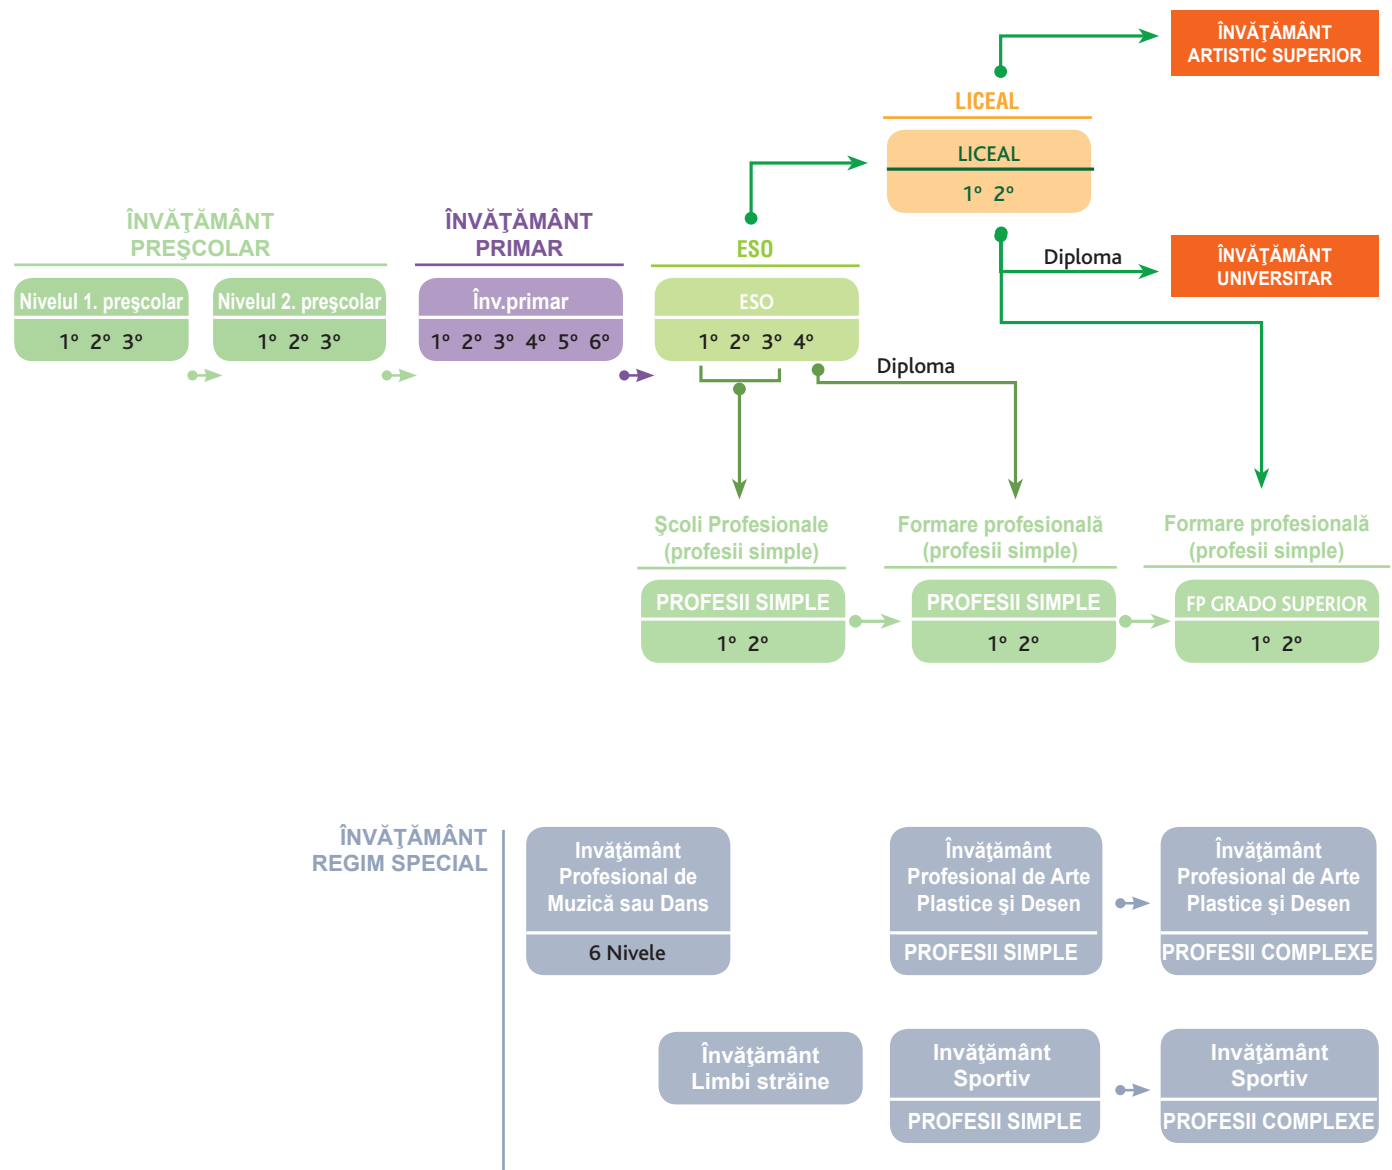 ÎNVĂŢĂMÂNT
ARTISTIC SUPERIOR
LICEAL
LICEAL
1º 2º
ÎNVĂŢĂMÂNT
PREŞCOLAR
ÎNVĂŢĂMÂNT
PRIMAR
ESO
Diploma
ÎNVĂŢĂMÂNT
UNIVERSITAR
Nivelul 1. preşcolar
1º 2º 3º
Nivelul 2. preşcolar
1º 2º 3º
Înv.primar
1º 2º 3º 4º 5º 6º
ESO
1º 2º 3º 4º
Diploma
Şcoli Profesionale
(profesii simple)
PROFESII SIMPLE
1º 2º
Formare profesională
(profesii simple)
PROFESII SIMPLE
1º 2º
Formare profesională
(profesii simple)
FP GRADO SUPERIOR
1º 2º
ÎNVĂŢĂMÂNT
REGIM SPECIAL
Invăţământ
Profesional de
Muzică sau Dans
6 Nivele
Învăţământ
Profesional de Arte
Plastice şi Desen
PROFESII SIMPLE
Învăţământ
Profesional de Arte
Plastice şi Desen
PROFESII COMPLEXE
Învăţământ
Limbi străine
Invăţământ
Sportiv
PROFESII SIMPLE
Invăţământ
Sportiv
PROFESII COMPLEXE